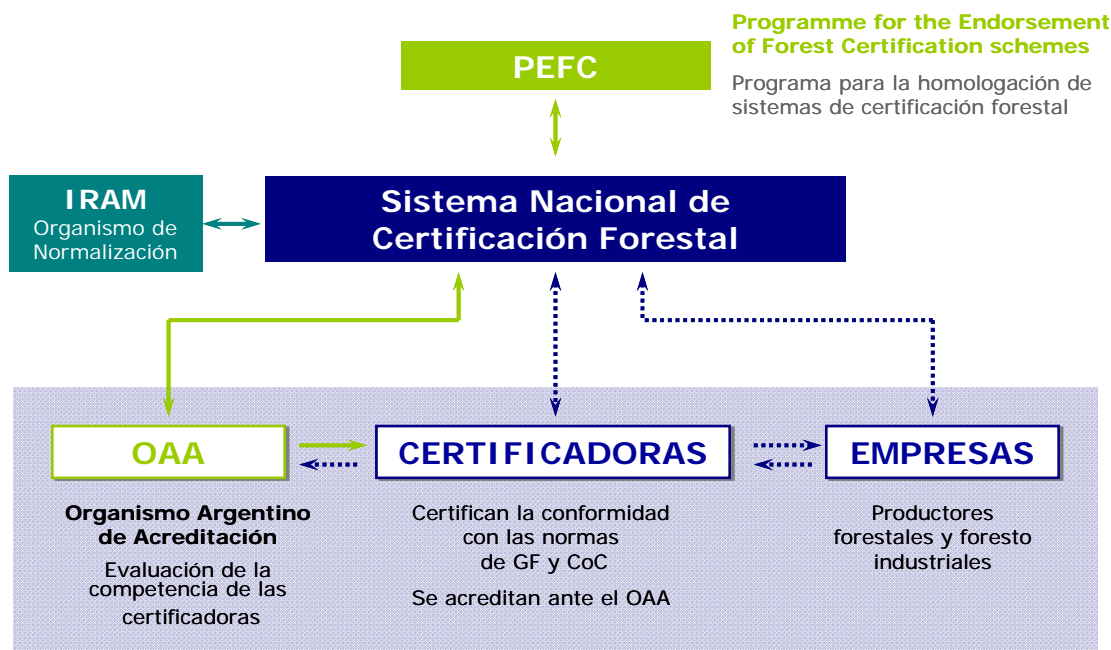 Programme for the Endorsement
of Forest Certification schemes
PEFC
Programa para la homologación de
sistemas de certificación forestal
IRAM
Organismo de
Normalización
Sistema Nacional de
Certificación Forestal
OAA
CERTIFICADORAS
EMPRESAS
Organismo Argentino
de Acreditación
Evaluación de la
competencia de las
certificadoras
Certifican la conformidad
con las normas
de GF y CoC
Se acreditan ante el OAA
Productores
forestales y foresto
industriales